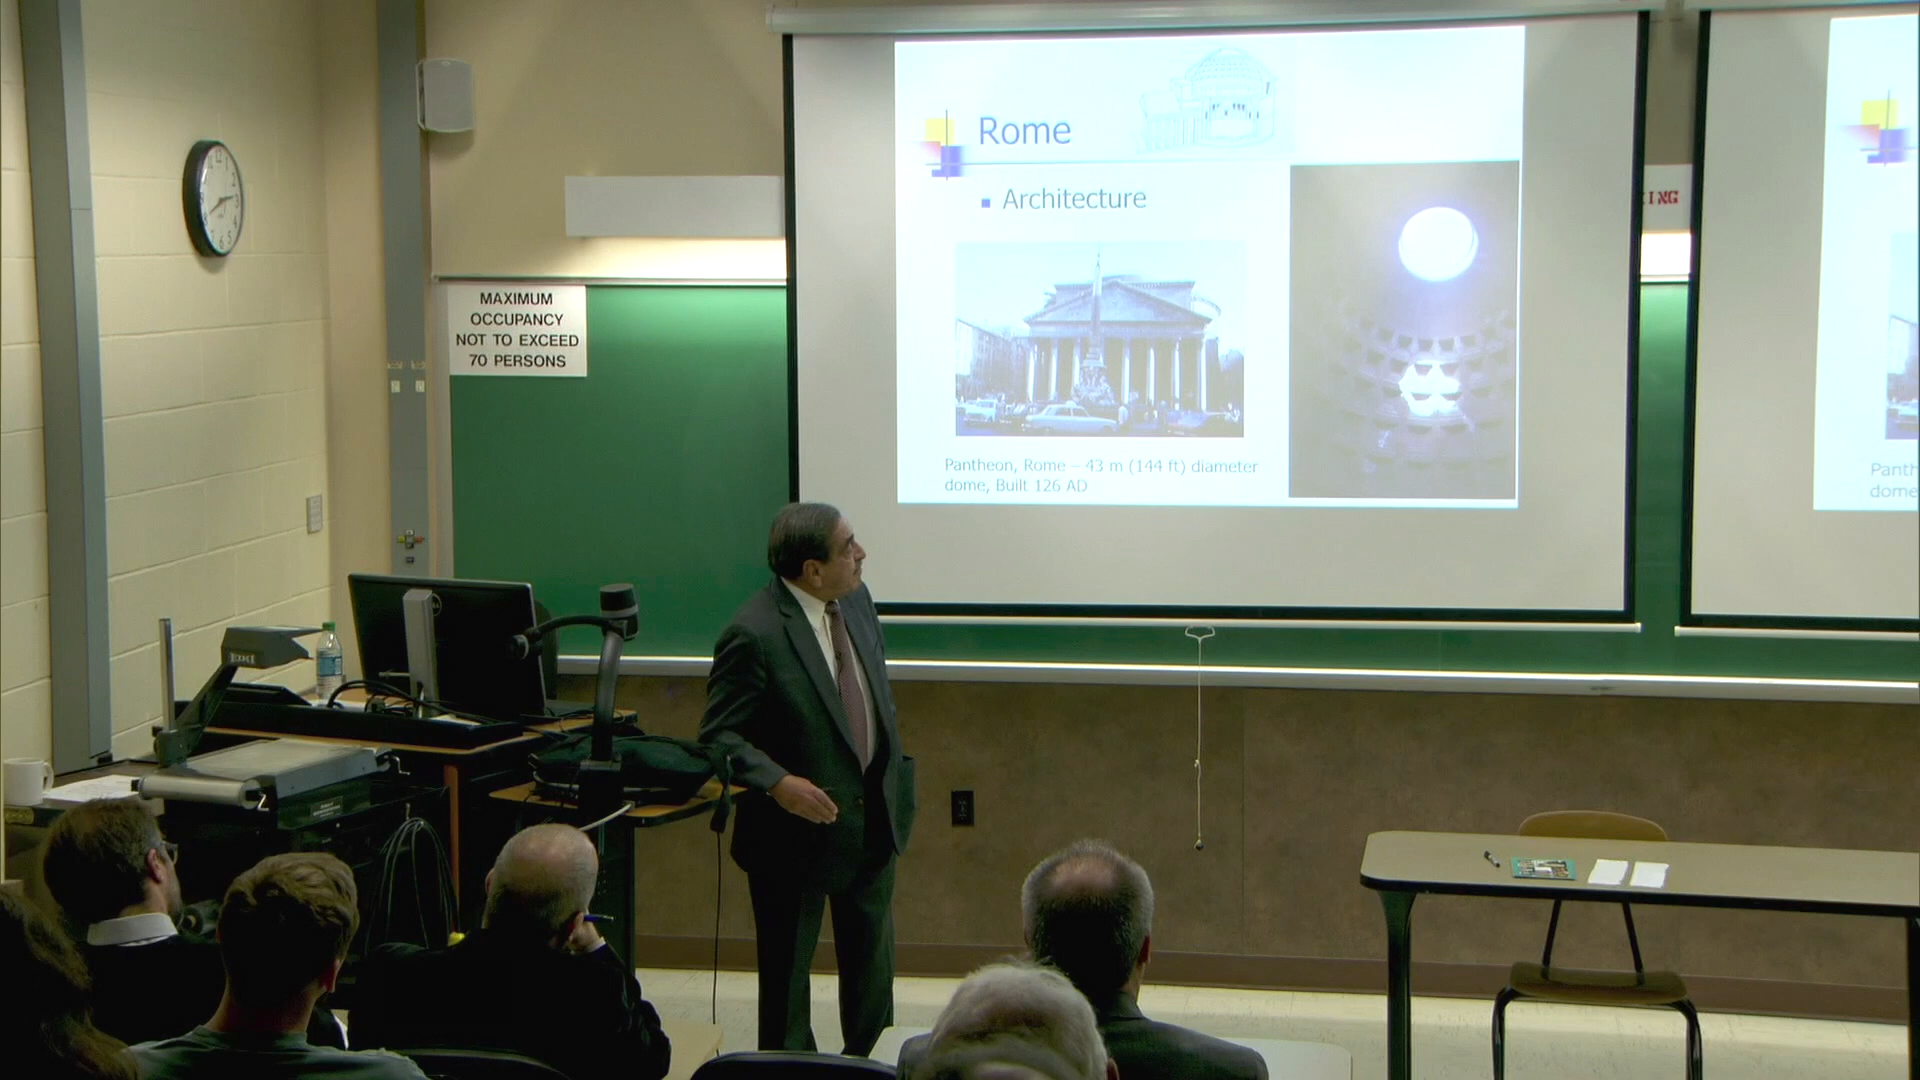 Rome
Architecture
Pantheon, Rome – 43 m (144 ft) diameter
dome, Built 126 AD
MAXIMUM
OCCUPANCY
NOT TO EXCEED
70 PERSONS
ING
Panth
dome
DELL